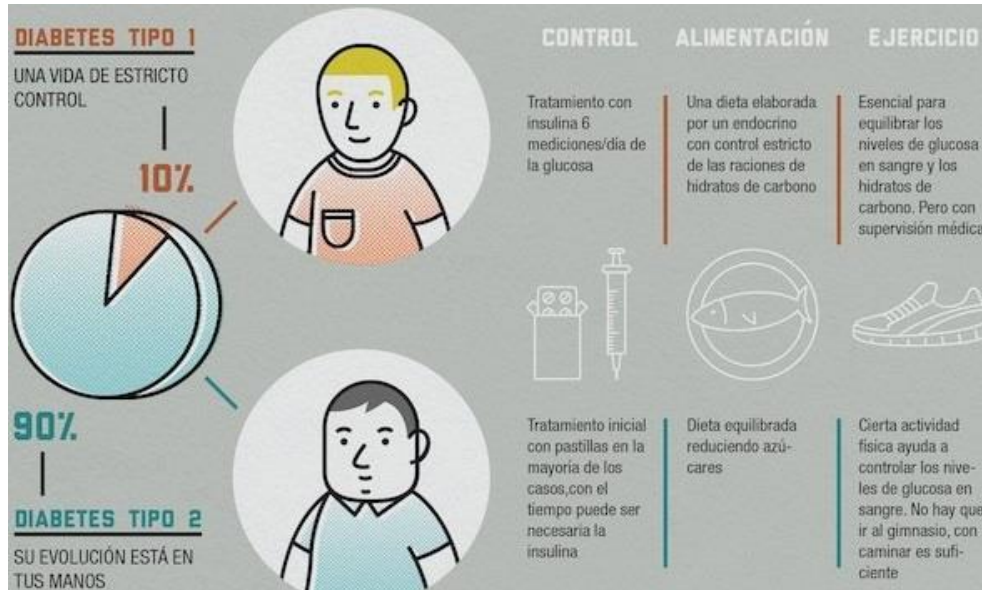 DIABETES TIPO 1
UNA VIDA DE ESTRICTO
CONTROL
10%
90%
DIABETES TIPO 2
SU EVOLUCIÓN ESTÁ EN
TUS MANOS
CONTROL
Tratamiento con
insulina 6
mediciones/día de
la glucosa
ALIMENTACIÓN
Una dieta elaborada
por un endocrino
con control estricto
de las raciones de
hidratos de carbono
EJERCICIO
Esencial para
equilibrar los
niveles de glucosa
en sangre y los
hidratos de
carbono. Pero con
supervisión médica
Tratamiento inicial
con pastillas en la
mayoría de los
casos,con el
tiempo puede ser
necesaria la
insulina
Dieta equilibrada
reduciendo azú-
cares
Cierta actividad
física ayuda a
controlar los nive-
les de glucosa en
sangre. No hay que
ir al gimnasio, con
caminar es sufi-
ciente